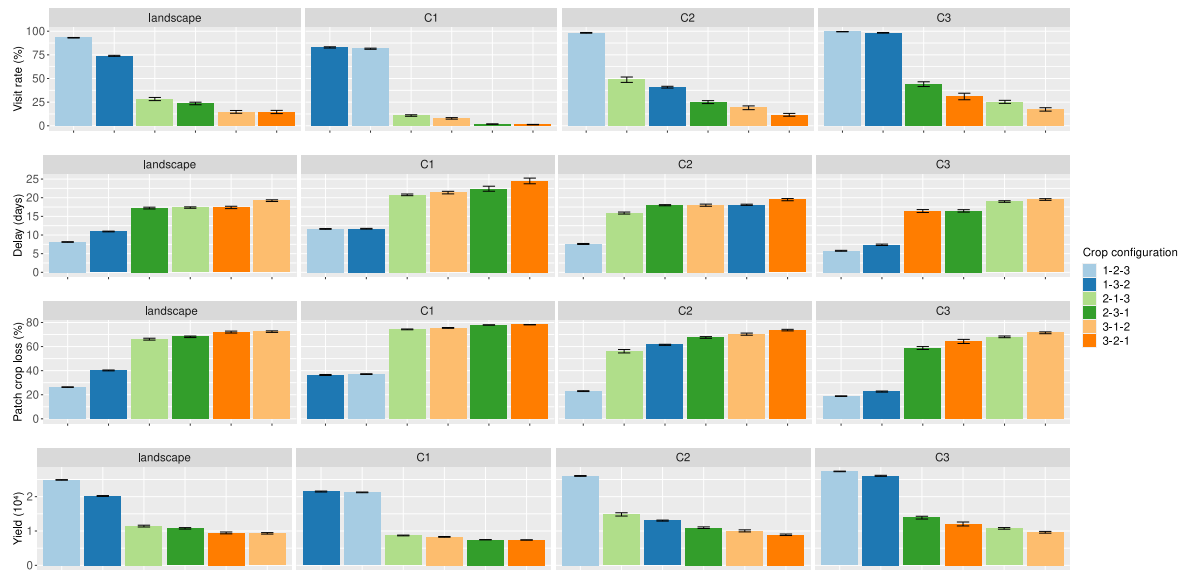 landscape C1 C2 C3
Visit rate (%)
100
75
50
25
0
landscape C1 C2 C3
Delay (days)
25
20
15
10
5
0
landscape C1 C2 C3
Patch crop loss (%)
80
60
40
20
0
landscape C1 C2 C3
Yield (10⁴)
2
1
0
Crop configuration
1-2-3
1-3-2
2-1-3
2-3-1
3-1-2
3-2-1